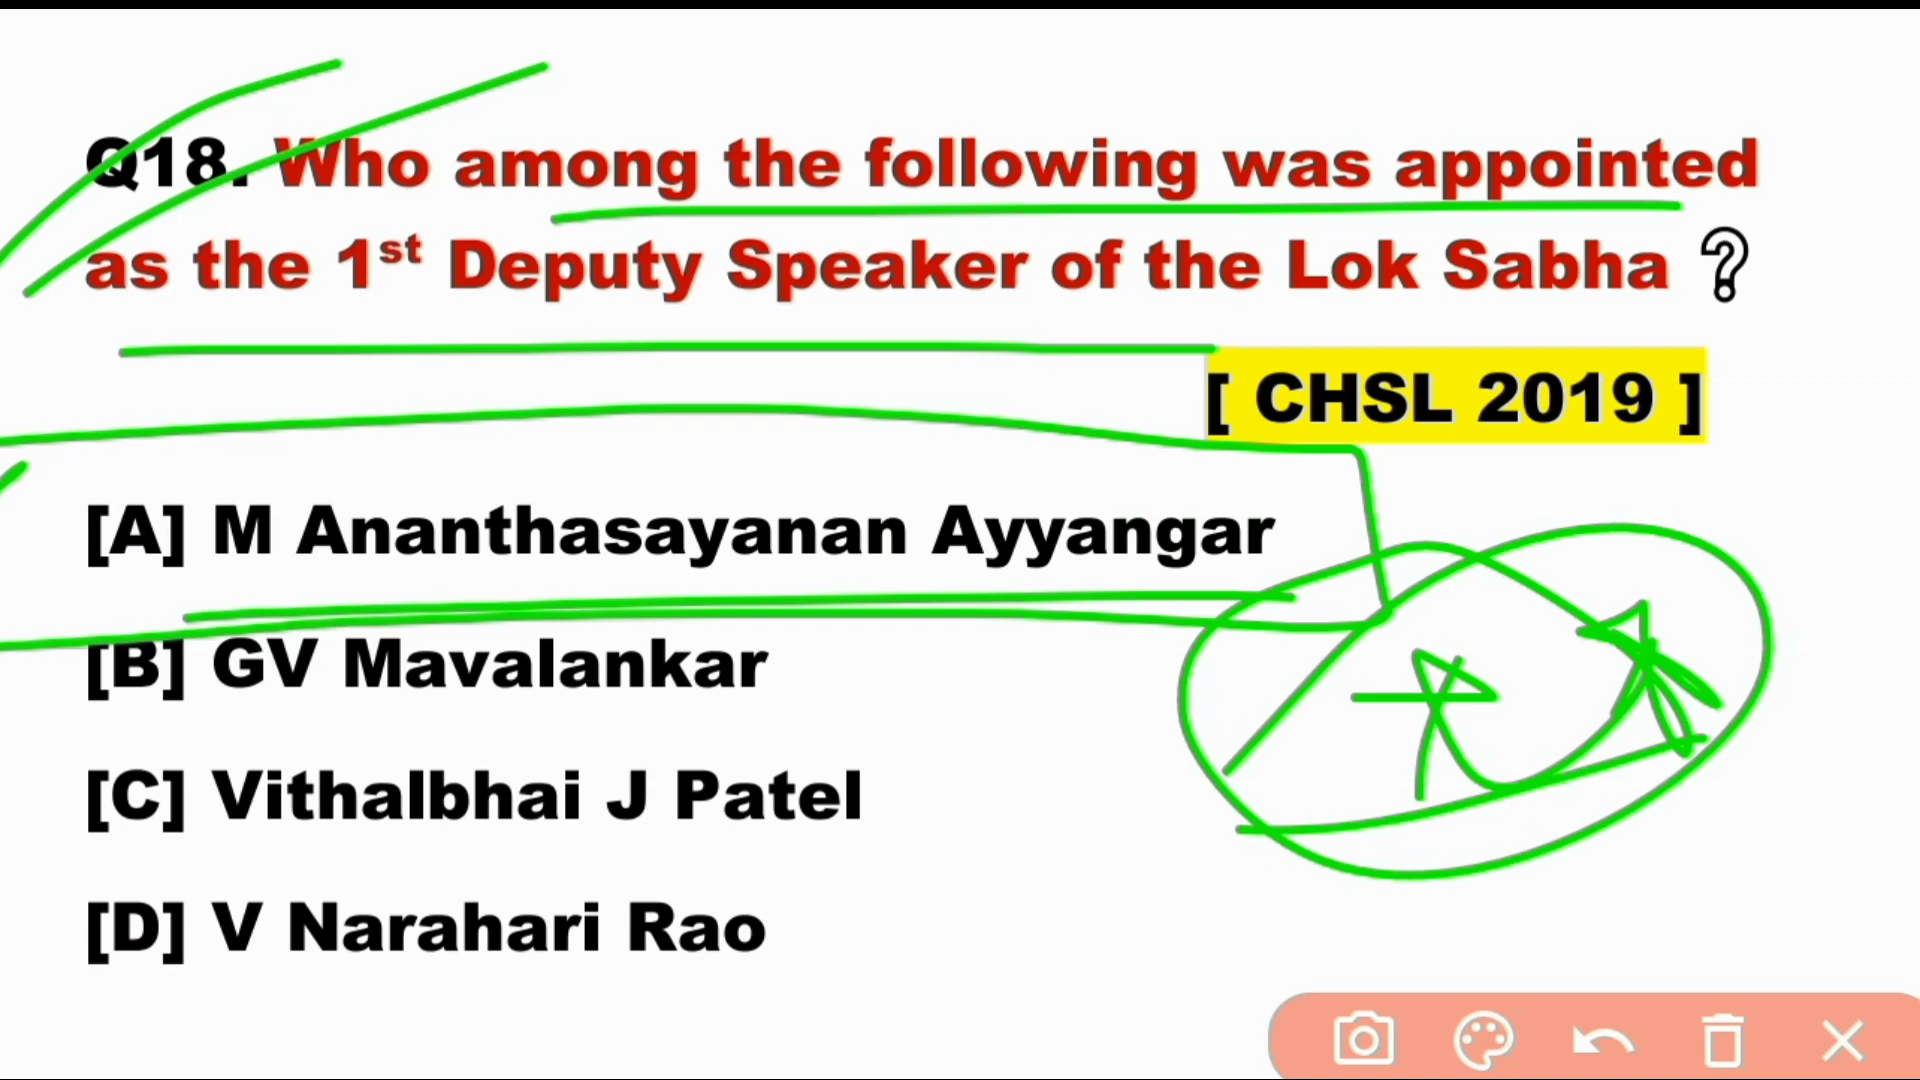 Q18. Who among the following was appointed
as the 1st Deputy Speaker of the Lok Sabha ?
[ CHSL 2019 ]
[A] M Ananthasayanan Ayyangar
[B] GV Mavalankar
[C] Vithalbhai J Patel
[D] V Narahari Rao